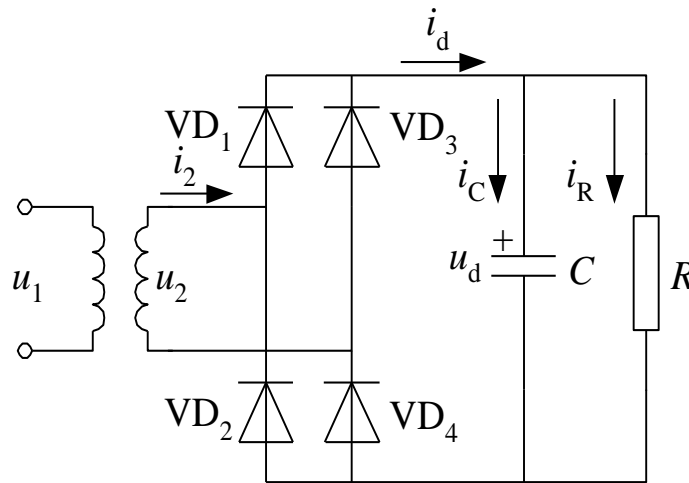 i_d
VD_1
VD_3
i_2
i_C
i_R
u_1
u_2
u_d
+
C
R
VD_2
VD_4